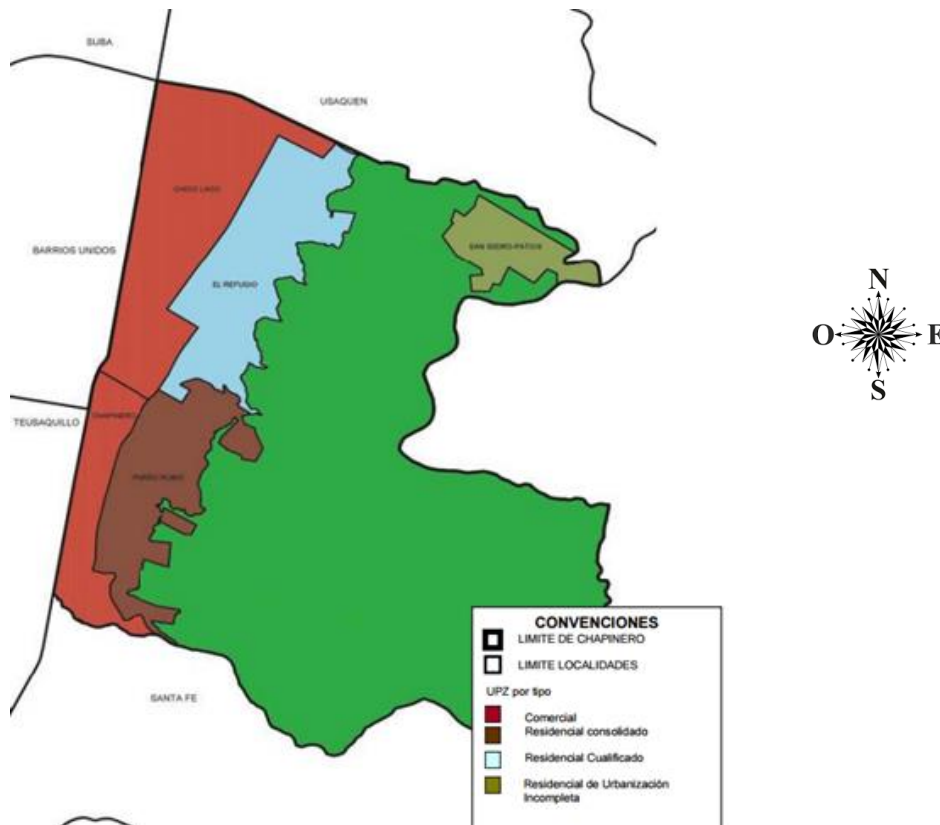 SUBA
USAQUEN
CHICO LAGO
BARRIOS UNIDOS
SAN ISIDRO-PATIOS
EL REFUGIO
N
O
E
S
TEUSAQUILLO
CHAPINERO
PARDO RUBIO
SANTA FE
CONVENCIONES
LIMITE DE CHAPINERO
LIMITE LOCALIDADES
UPZ por tipo
Comercial
Residencial consolidado
Residencial Cualificado
Residencial de Urbanización
Incompleta